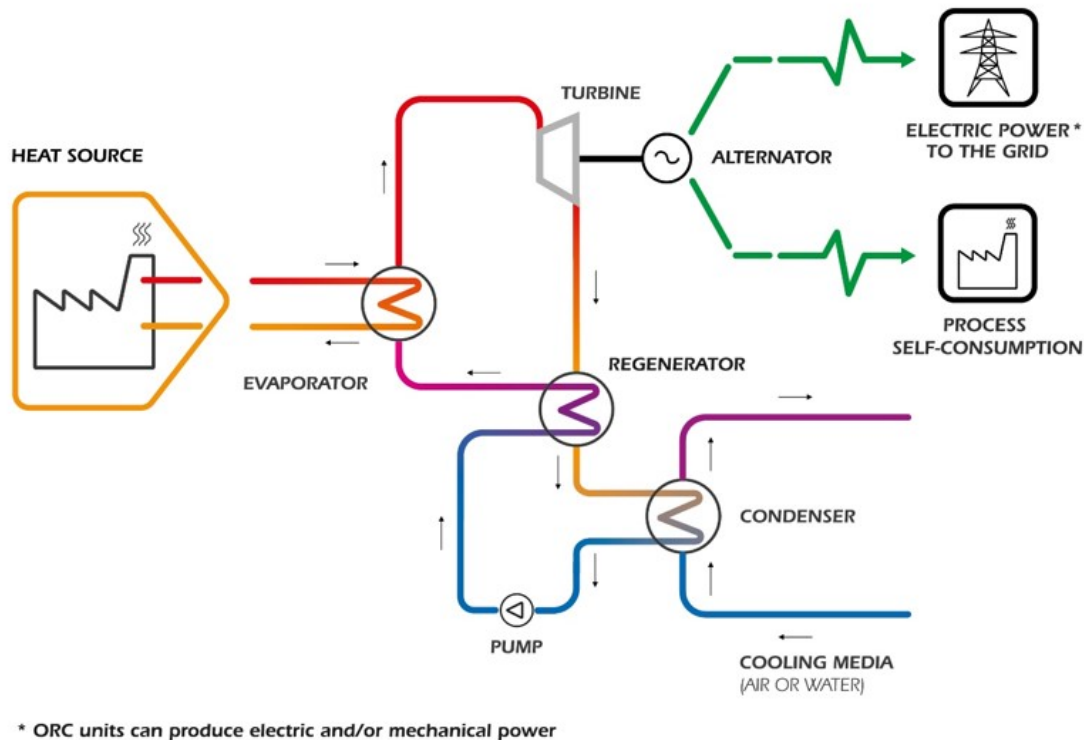 TURBINE
HEAT SOURCE
ALTERNATOR
ELECTRIC POWER *
TO THE GRID
EVAPORATOR
REGENERATOR
PROCESS
SELF-CONSUMPTION
CONDENSER
PUMP
COOLING MEDIA
(AIR OR WATER)
* ORC units can produce electric and/or mechanical power